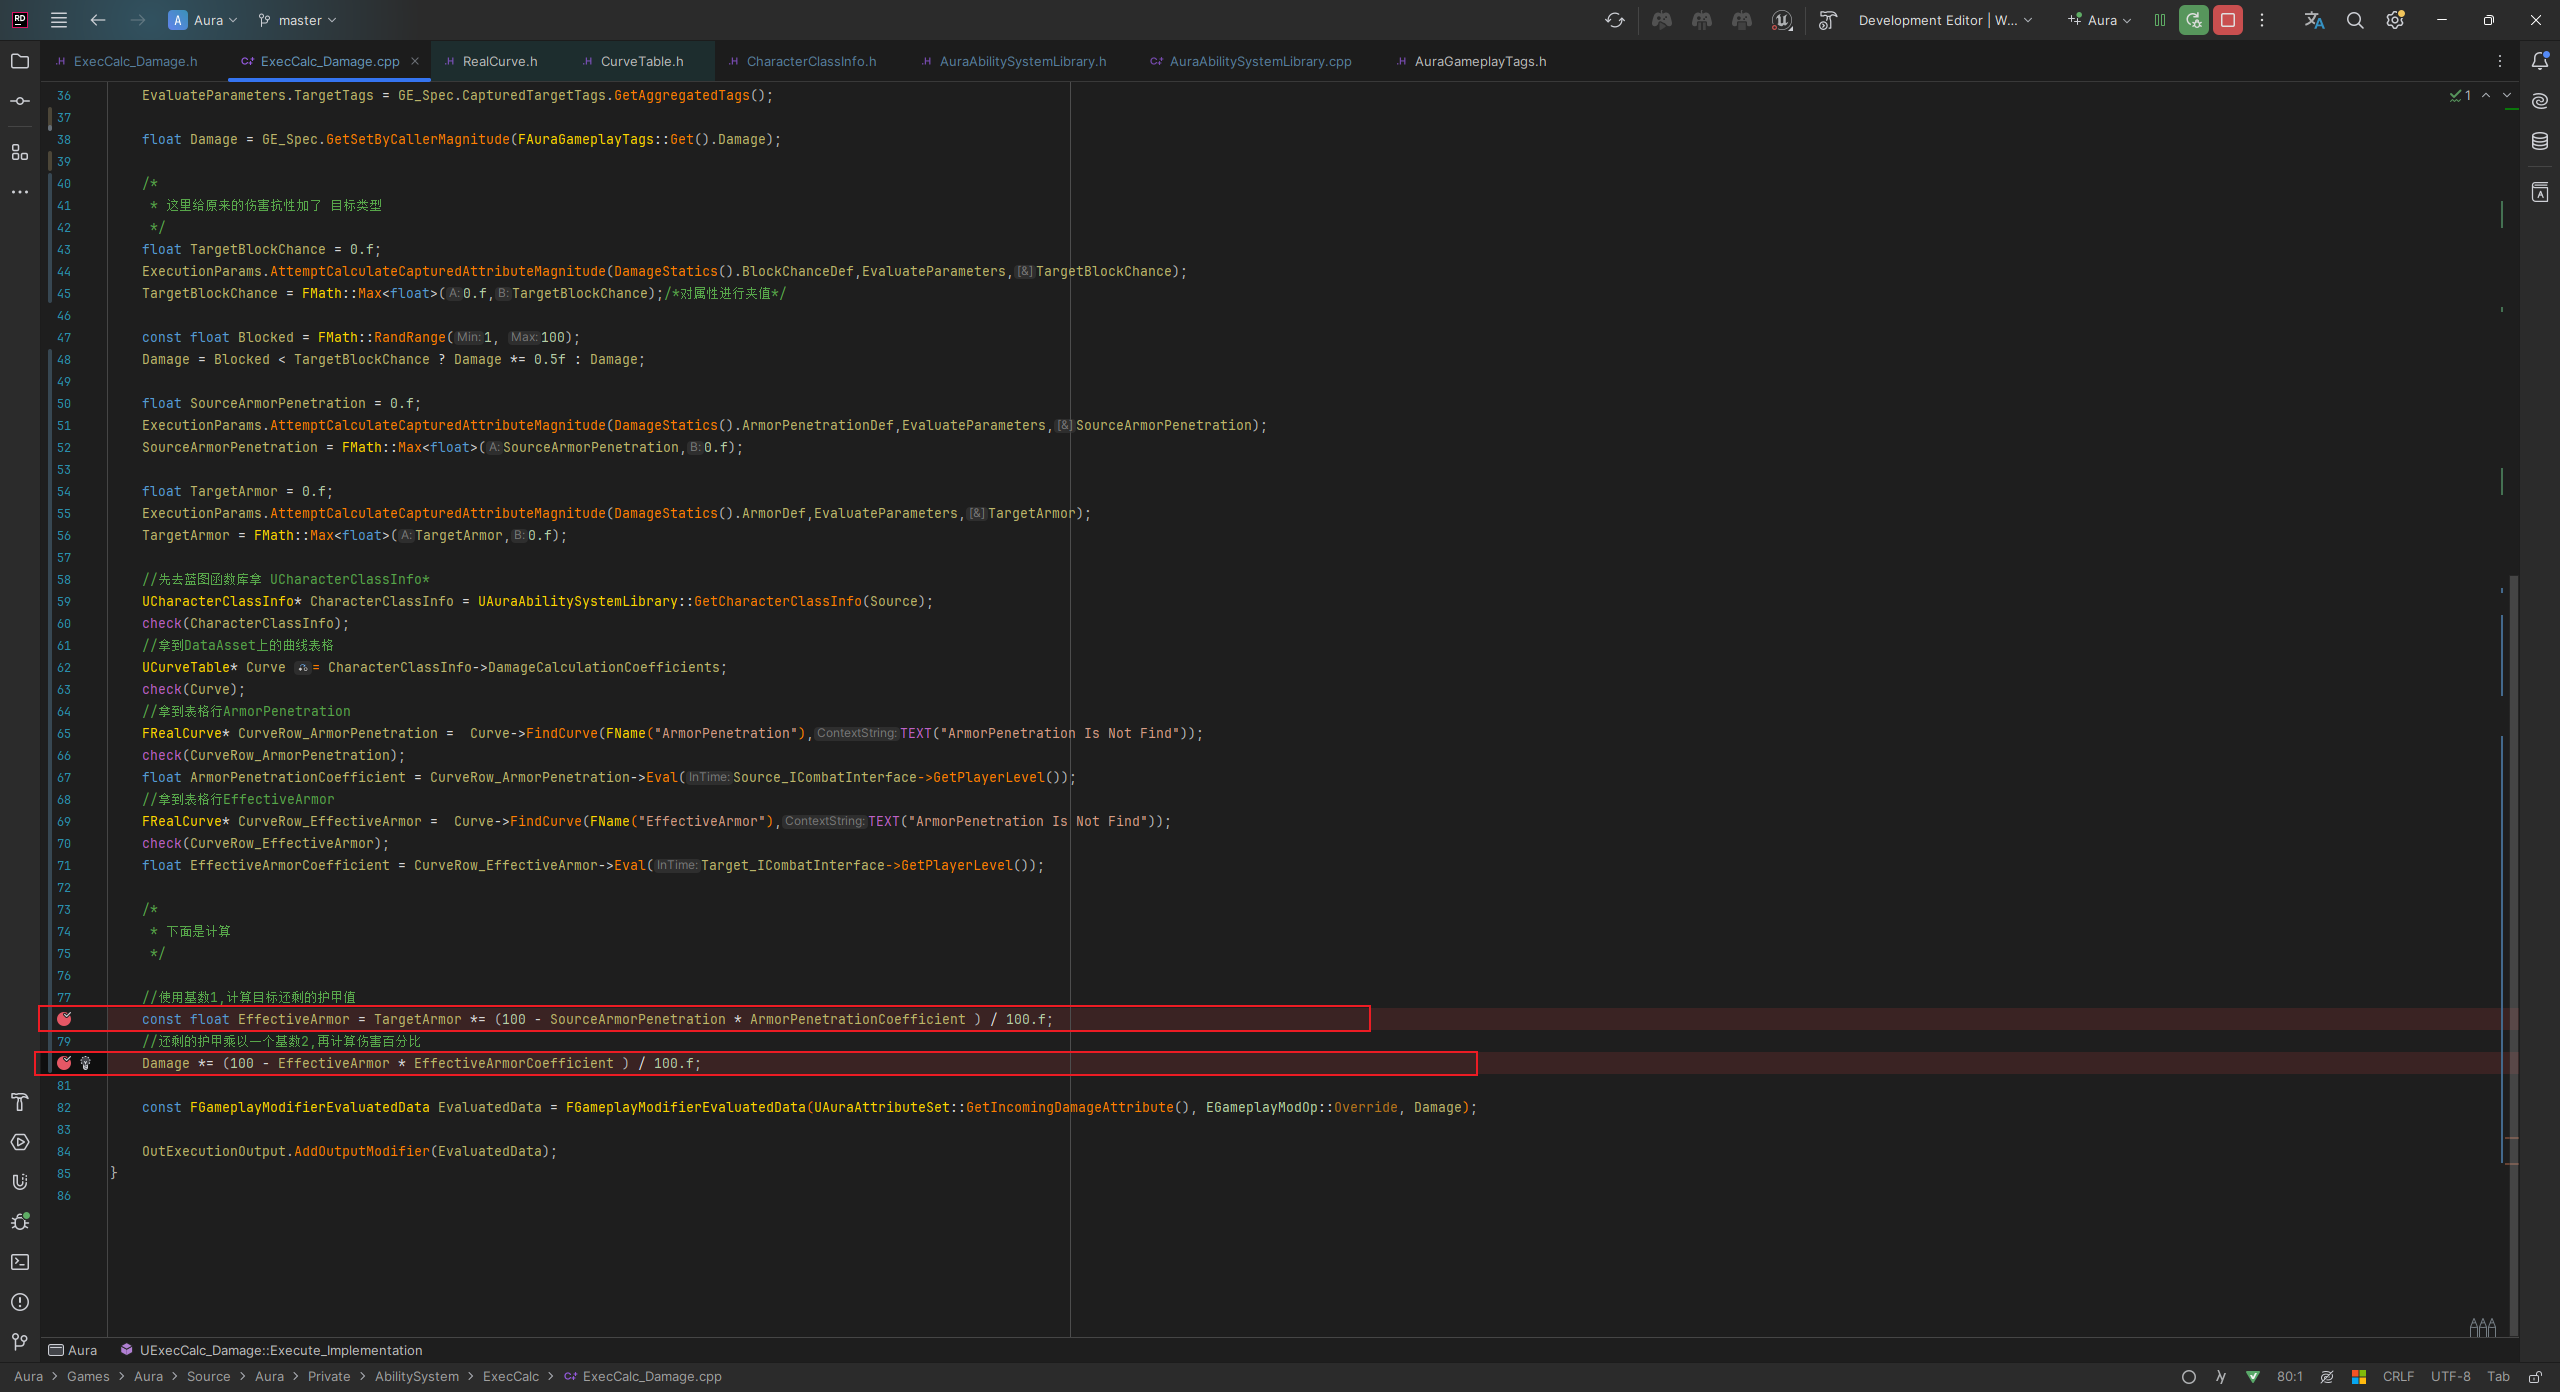 RD A Aura master Development Editor | W... Aura
ExecCalc_Damage.h ExecCalc_Damage.cpp RealCurve.h CurveTable.h CharacterClassInfo.h AuraAbilitySystemLibrary.h AuraAbilitySystemLibrary.cpp AuraGameplayTags.h
36 EvaluateParameters.TargetTags = GE_Spec.CapturedTargetTags.GetAggregatedTags(); 1
37
38 float Damage = GE_Spec.GetSetByCallerMagnitude(FAuraGameplayTags::Get().Damage);
39
40 /*
41 * 这里给原来的伤害抗性加了 目标类型
42 */
43 float TargetBlockChance = 0.f;
44 ExecutionParams.AttemptCalculateCapturedAttributeMagnitude(DamageStatics().BlockChanceDef,EvaluateParameters,[&]TargetBlockChance);
45 TargetBlockChance = FMath::Max<float>(A:0.f,B:TargetBlockChance);/*对属性进行夹值*/
46
47 const float Blocked = FMath::RandRange(Min:1, Max:100);
48 Damage = Blocked < TargetBlockChance ? Damage *= 0.5f : Damage;
49
50 float SourceArmorPenetration = 0.f;
51 ExecutionParams.AttemptCalculateCapturedAttributeMagnitude(DamageStatics().ArmorPenetrationDef,EvaluateParameters,[&]SourceArmorPenetration);
52 SourceArmorPenetration = FMath::Max<float>(A:SourceArmorPenetration,B:0.f);
53
54 float TargetArmor = 0.f;
55 ExecutionParams.AttemptCalculateCapturedAttributeMagnitude(DamageStatics().ArmorDef,EvaluateParameters,[&]TargetArmor);
56 TargetArmor = FMath::Max<float>(A:TargetArmor,B:0.f);
57
58 //先去蓝图函数库拿 UCharacterClassInfo*
59 UCharacterClassInfo* CharacterClassInfo = UAuraAbilitySystemLibrary::GetCharacterClassInfo(Source);
60 check(CharacterClassInfo);
61 //拿到DataAsset上的曲线表格
62 UCurveTable* Curve = CharacterClassInfo->DamageCalculationCoefficients;
63 check(Curve);
64 //拿到表格行ArmorPenetration
65 FRealCurve* CurveRow_ArmorPenetration =  Curve->FindCurve(FName("ArmorPenetration"),ContextString:TEXT("ArmorPenetration Is Not Find"));
66 check(CurveRow_ArmorPenetration);
67 float ArmorPenetrationCoefficient = CurveRow_ArmorPenetration->Eval(InTime:Source_ICombatInterface->GetPlayerLevel());
68 //拿到表格行EffectiveArmor
69 FRealCurve* CurveRow_EffectiveArmor =  Curve->FindCurve(FName("EffectiveArmor"),ContextString:TEXT("ArmorPenetration Is Not Find"));
70 check(CurveRow_EffectiveArmor);
71 float EffectiveArmorCoefficient = CurveRow_EffectiveArmor->Eval(InTime:Target_ICombatInterface->GetPlayerLevel());
72
73 /*
74 * 下面是计算
75 */
76
77 //使用基数1,计算目标还剩的护甲值
const float EffectiveArmor = TargetArmor *= (100 - SourceArmorPenetration * ArmorPenetrationCoefficient ) / 100.f;
79 //还剩的护甲乘以一个基数2,再计算伤害百分比
Damage *= (100 - EffectiveArmor * EffectiveArmorCoefficient ) / 100.f;
81
82 const FGameplayModifierEvaluatedData EvaluatedData = FGameplayModifierEvaluatedData(UAuraAttributeSet::GetIncomingDamageAttribute(), EGameplayModOp::Override, Damage);
83
84 OutExecutionOutput.AddOutputModifier(EvaluatedData);
85 }
86
Aura UExecCalc_Damage::Execute_Implementation
Aura > Games > Aura > Source > Aura > Private > AbilitySystem > ExecCalc > ExecCalc_Damage.cpp 80:1 CRLF UTF-8 Tab